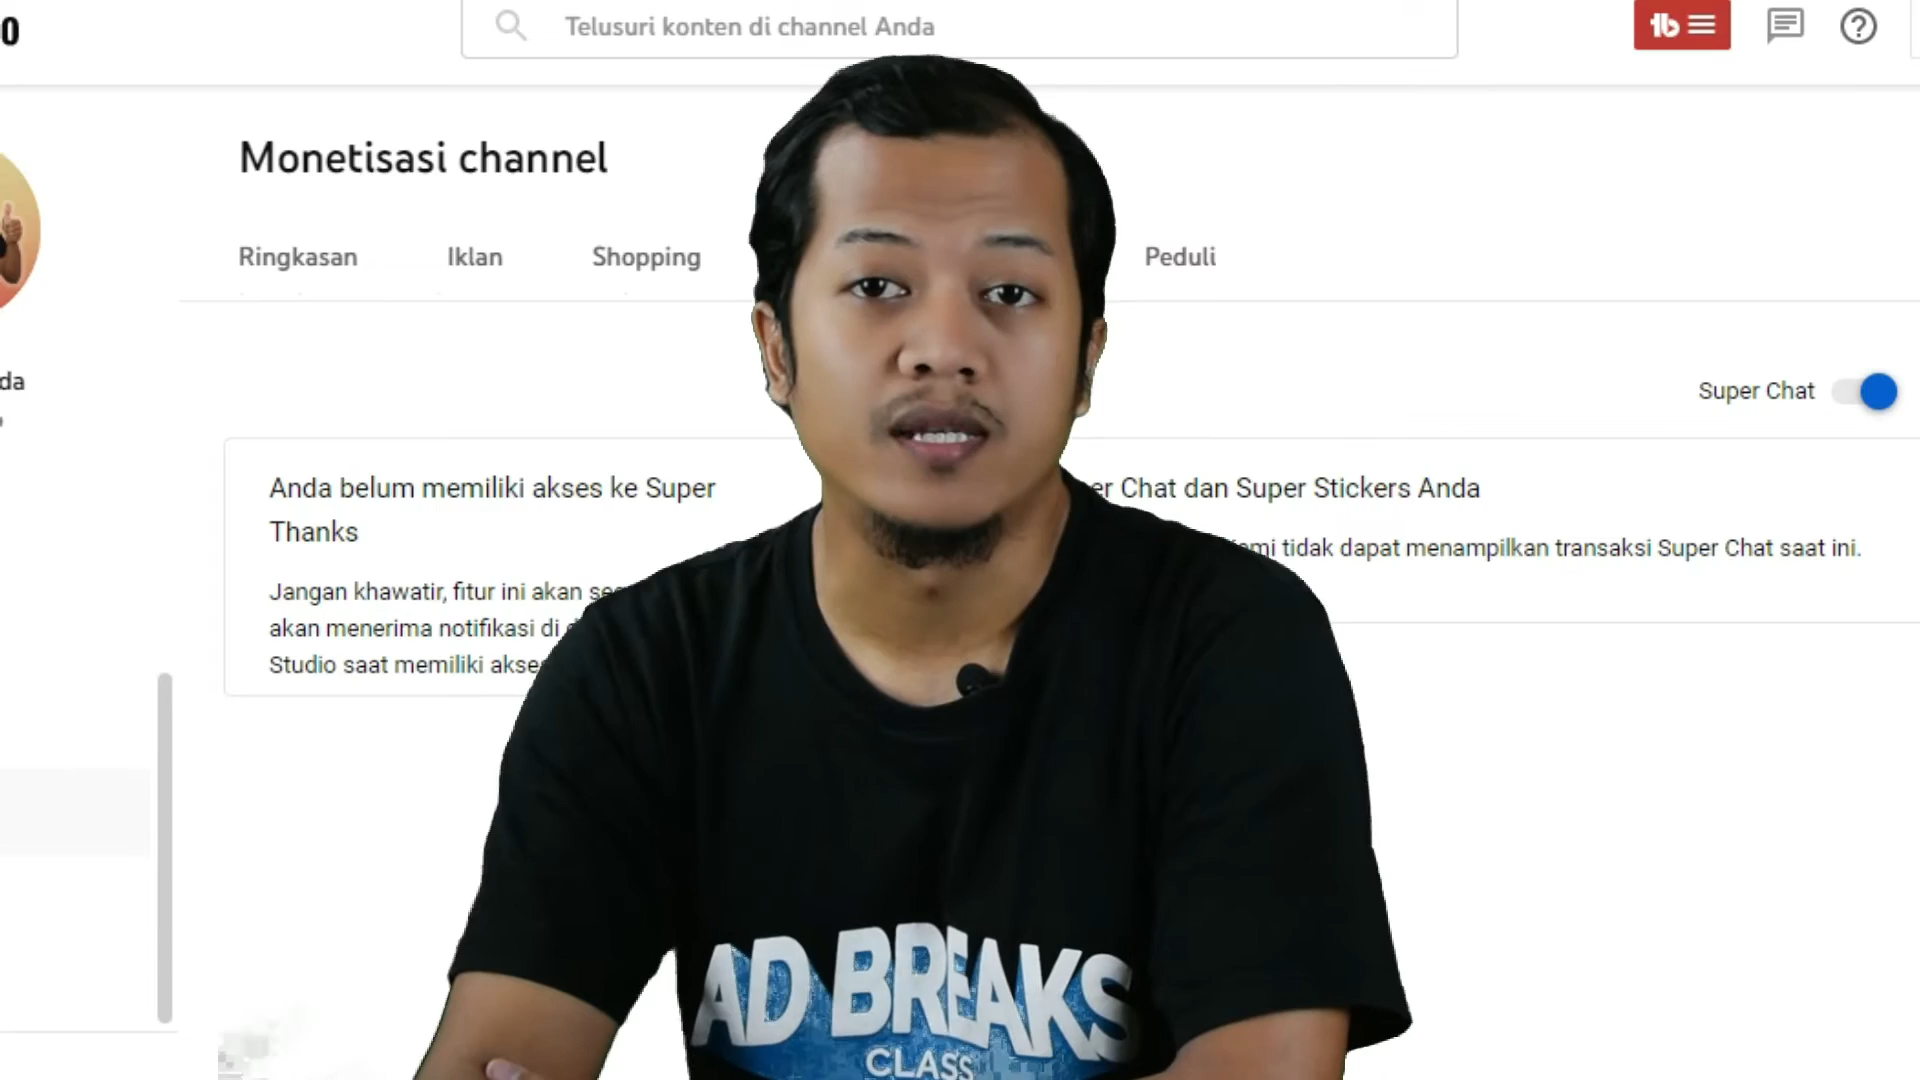 Telusuri konten di channel Anda
Monetisasi channel
Ringkasan Iklan Shopping Peduli
Super Chat
Anda belum memiliki akses ke Super
Thanks
Jangan khawatir, fitur ini akan
akan menerima notifikasi di
Studio saat memiliki
Chat dan Super Stickers Anda
tidak dapat menampilkan transaksi Super Chat saat ini.
AD BREAKS
CLASS